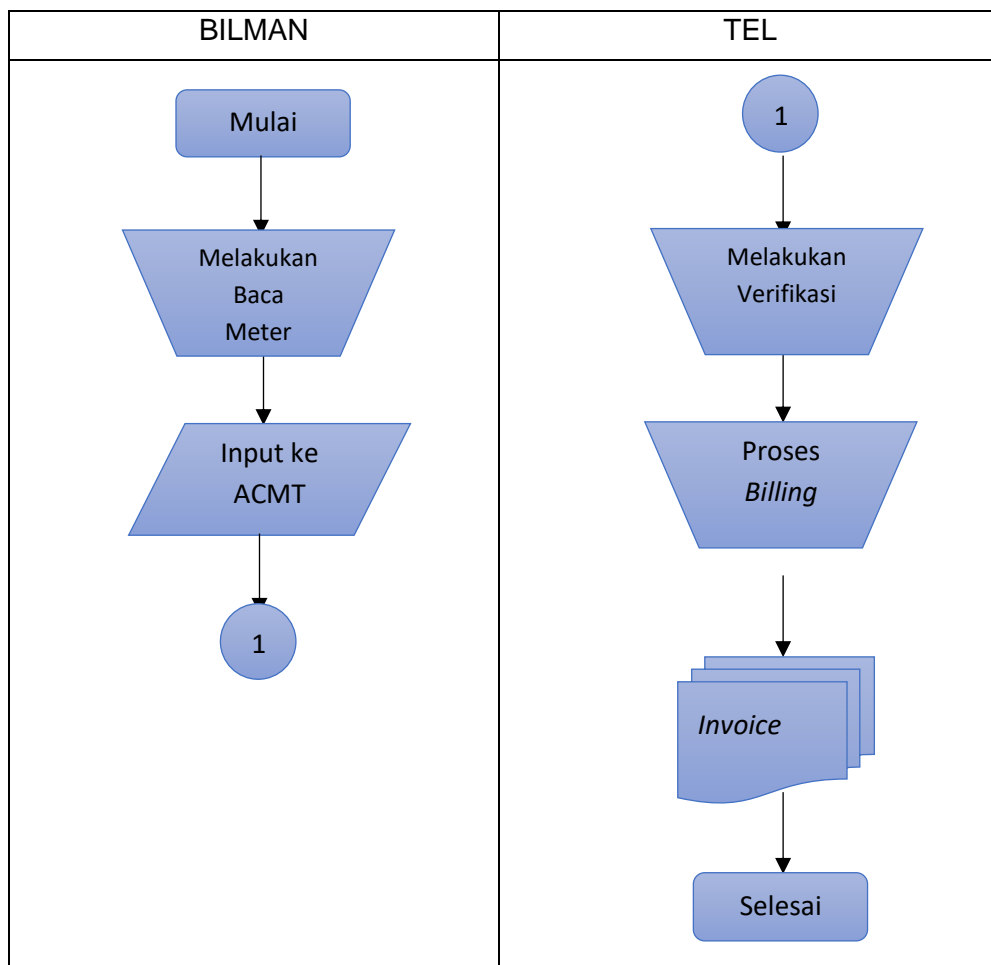 BILMAN
TEL
Mulai
Melakukan
Baca
Meter
Input ke
ACMT
1
1
Melakukan
Verifikasi
Proses
Billing
Invoice
Selesai